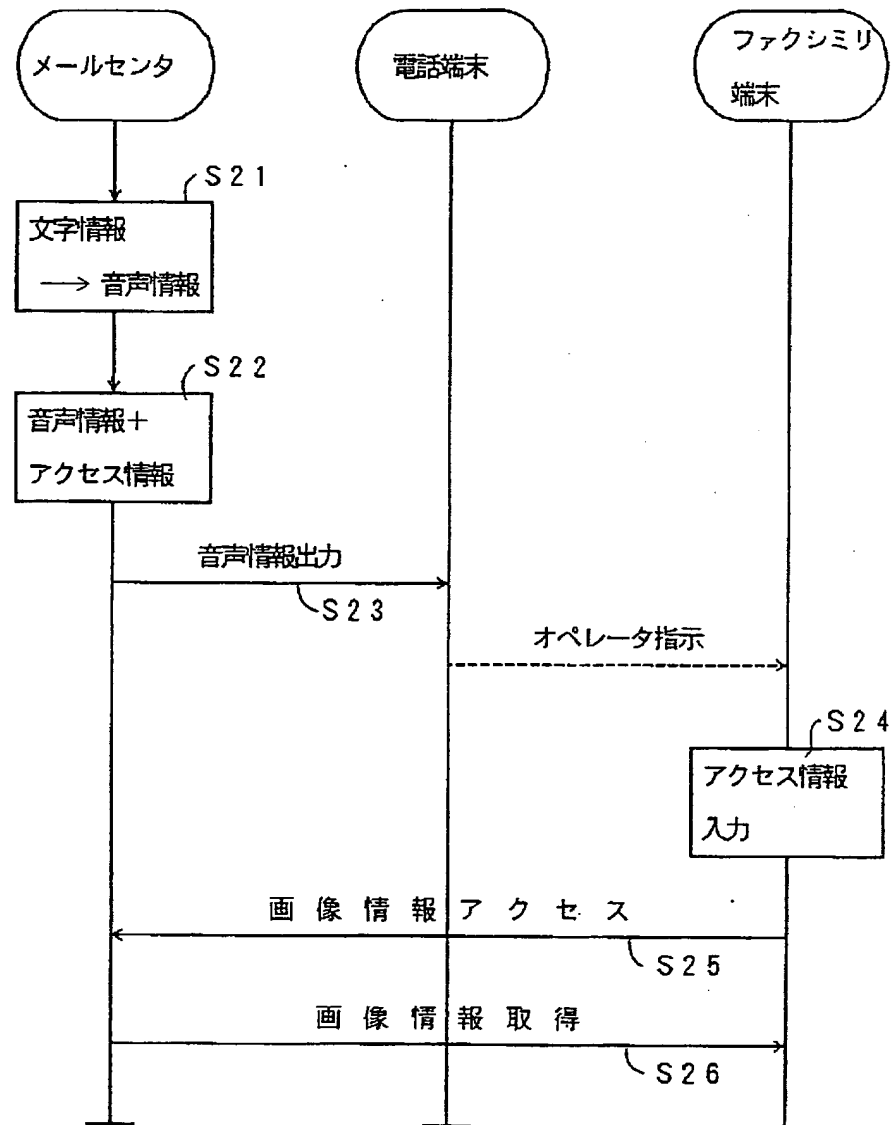 メールセンタ
電話端末
ファクシミリ
端末
S21
文字情報
→ 音声情報
S22
音声情報+
アクセス情報
音声情報出力
S23
オペレータ指示
S24
アクセス情報
入力
画像情報アクセス
S25
画像情報取得
S26